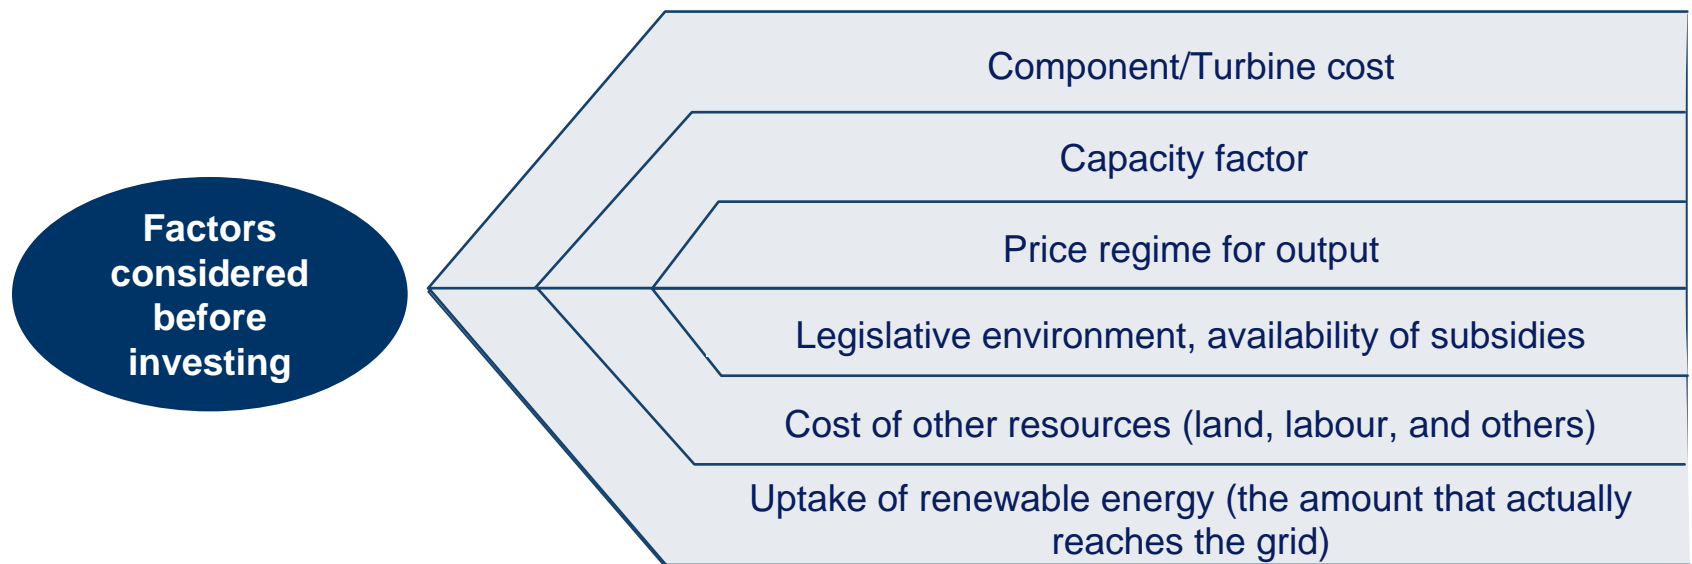 Factors
considered
before
investing
Component/Turbine cost
Capacity factor
Price regime for output
Legislative environment, availability of subsidies
Cost of other resources (land, labour, and others)
Uptake of renewable energy (the amount that actually
reaches the grid)